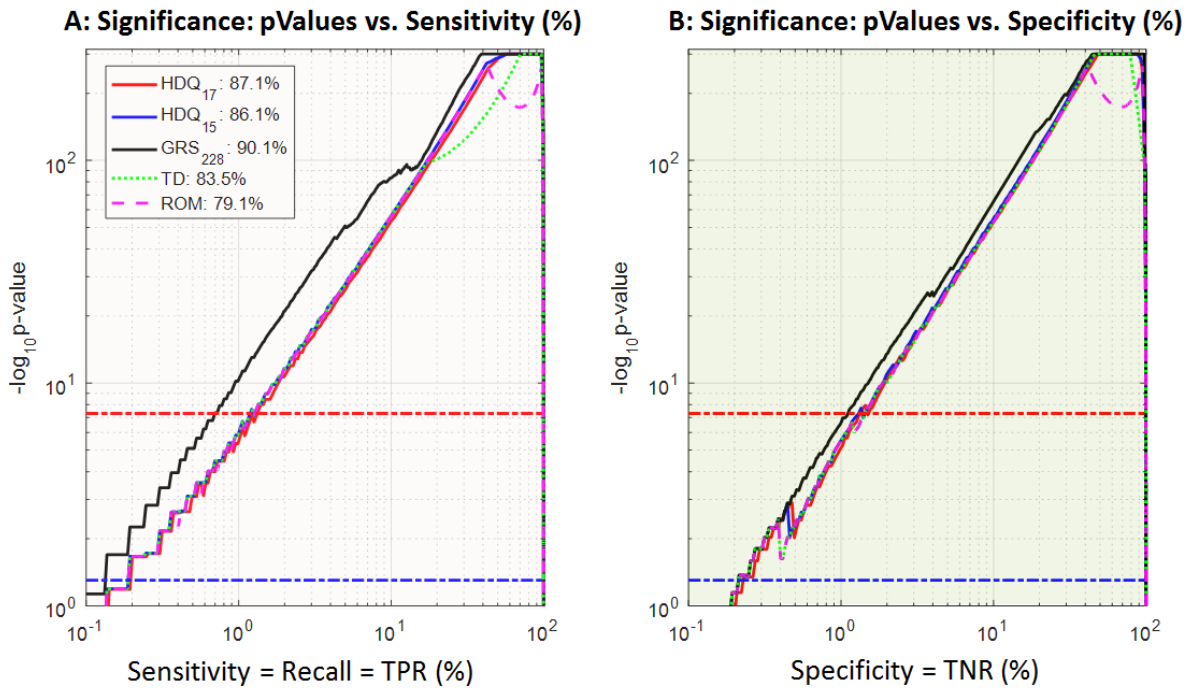 A: Significance: pValues vs. Sensitivity (%)
HDQ17: 87.1%
HDQ15: 86.1%
GRS228: 90.1%
TD: 83.5%
ROM: 79.1%
-log10 p-value
10^2
10^1
10^0
10^-1
10^0
10^1
10^2
Sensitivity = Recall = TPR (%)
B: Significance: pValues vs. Specificity (%)
-log10 p-value
10^2
10^1
10^0
10^-1
10^0
10^1
10^2
Specificity = TNR (%)